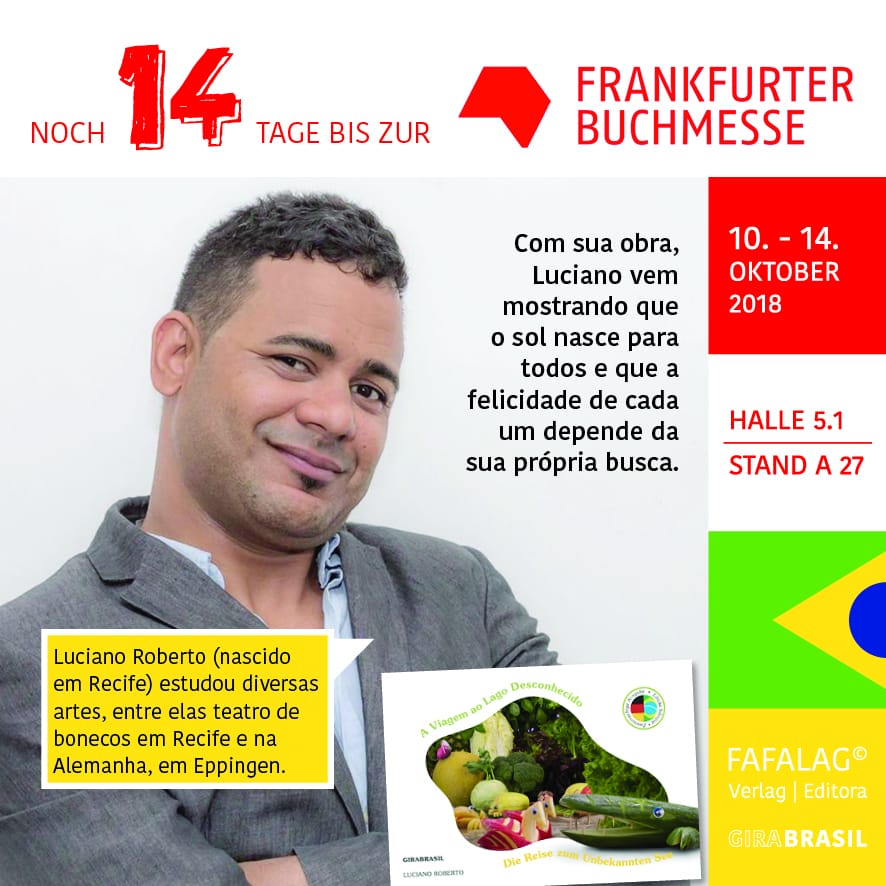 NOCH 14 TAGE BIS ZUR
FRANKFURTER
BUCHMESSE
Com sua obra,
Luciano vem
mostrando que
o sol nasce para
todos e que a
felicidade de cada
um depende da
sua própria busca.
10. - 14.
OKTOBER
2018
HALLE 5.1
STAND A 27
Luciano Roberto (nascido
em Recife) estudou diversas
artes, entre elas teatro de
bonecos em Recife e na
Alemanha, em Eppingen.
A Viagem ao Lago Desconhecido
GIRABRASIL
LUCIANO ROBERTO
Die Reise zum Unbekannten See
FAFALAG©
Verlag | Editora
GIRABRASIL